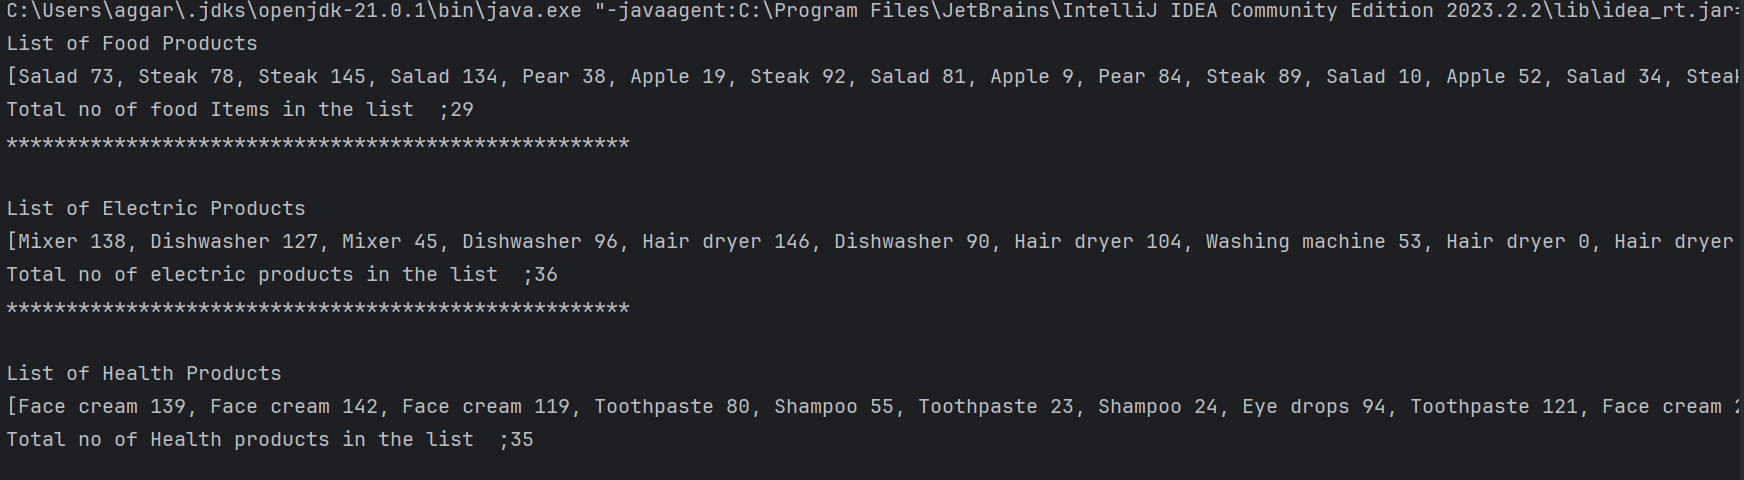 C:\Users\aggar\.jdks\openjdk-21.0.1\bin\java.exe "-javaagent:C:\Program Files\JetBrains\IntelliJ IDEA Community Edition 2023.2.2\lib\idea_rt.jar=
List of Food Products
[Salad 73, Steak 78, Steak 145, Salad 134, Pear 38, Apple 19, Steak 92, Salad 81, Apple 9, Pear 84, Steak 89, Salad 10, Apple 52, Salad 34, Steak
Total no of food Items in the list  ;29
****************************************************
List of Electric Products
[Mixer 138, Dishwasher 127, Mixer 45, Dishwasher 96, Hair dryer 146, Dishwasher 90, Hair dryer 104, Washing machine 53, Hair dryer 0, Hair dryer
Total no of electric products in the list  ;36
****************************************************
List of Health Products
[Face cream 139, Face cream 142, Face cream 119, Toothpaste 80, Shampoo 55, Toothpaste 23, Shampoo 24, Eye drops 94, Toothpaste 121, Face cream
Total no of Health products in the list  ;35